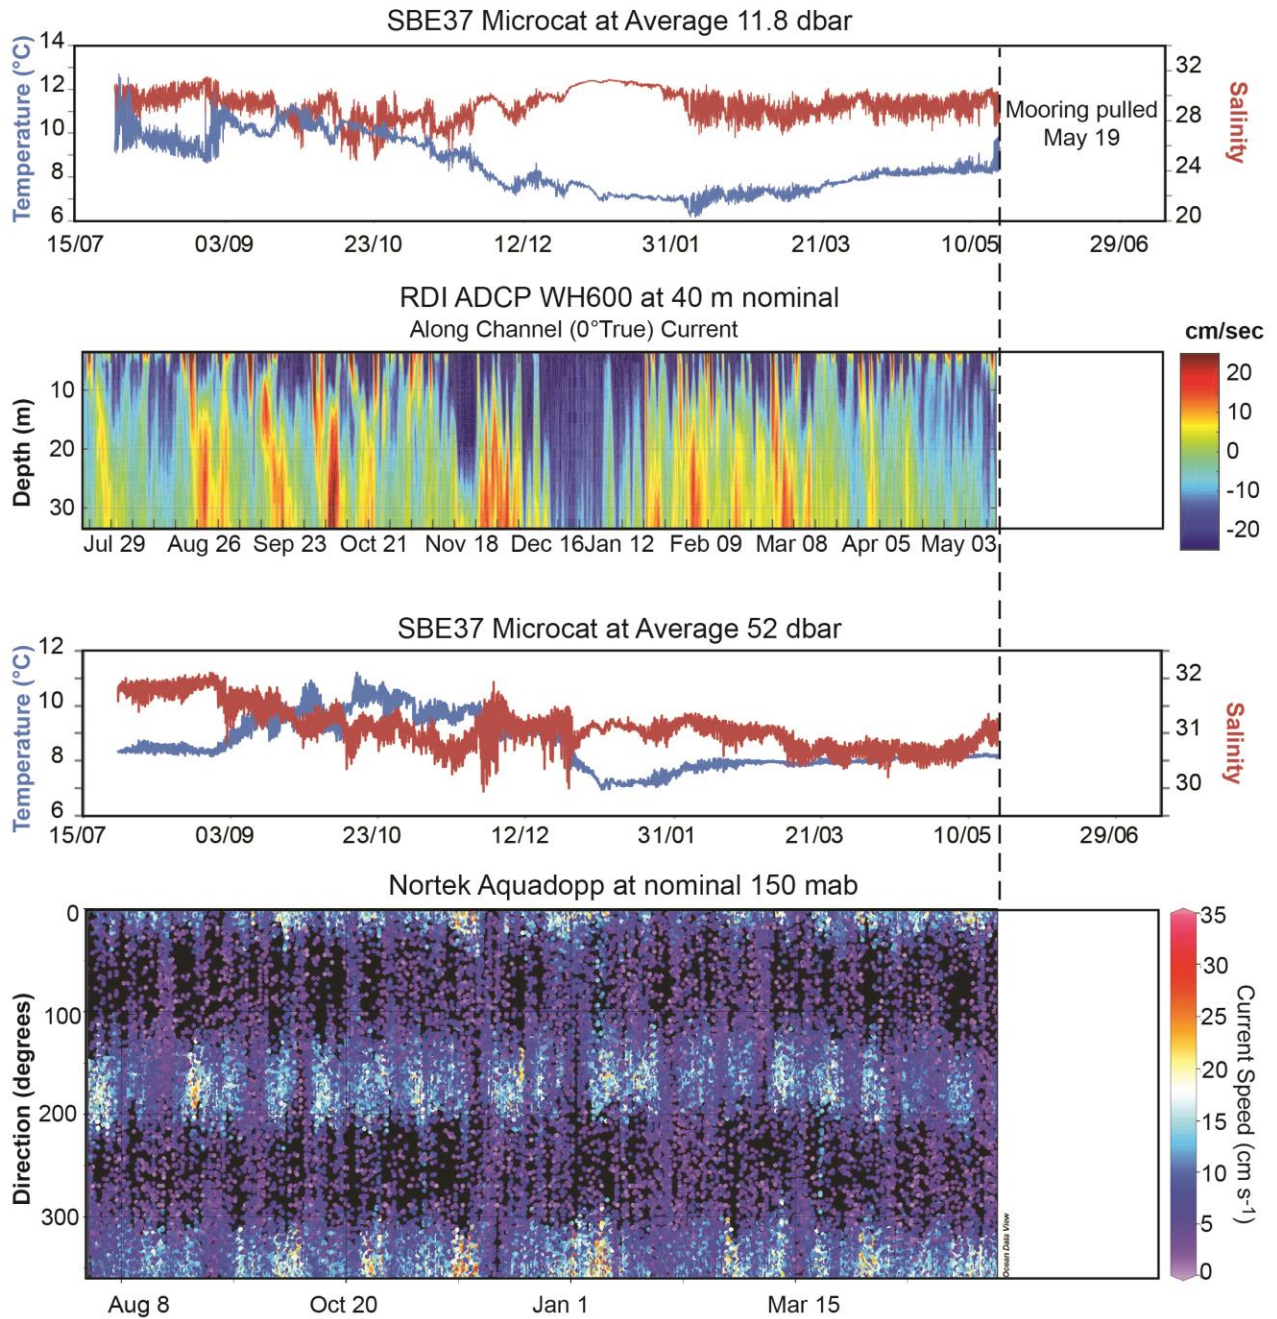 SBE37 Microcat at Average 11.8 dbar
Temperature (°C)
14
12
10
8
6
32
28
24
20
Salinity
Mooring pulled
May 19
15/07 03/09 23/10 12/12 31/01 21/03 10/05 29/06
RDI ADCP WH600 at 40 m nominal
Along Channel (0°True) Current
cm/sec
Depth (m)
10
20
30
20
10
0
-10
-20
Jul 29 Aug 26 Sep 23 Oct 21 Nov 18 Dec 16 Jan 12 Feb 09 Mar 08 Apr 05 May 03
SBE37 Microcat at Average 52 dbar
Temperature (°C)
12
10
8
6
32
31
30
Salinity
15/07 03/09 23/10 12/12 31/01 21/03 10/05 29/06
Nortek Aquadopp at nominal 150 mab
Direction (degrees)
0
100
200
300
35
30
25
20
15
10
5
0
Current Speed (cm s-1)
Ocean Data View
Aug 8 Oct 20 Jan 1 Mar 15